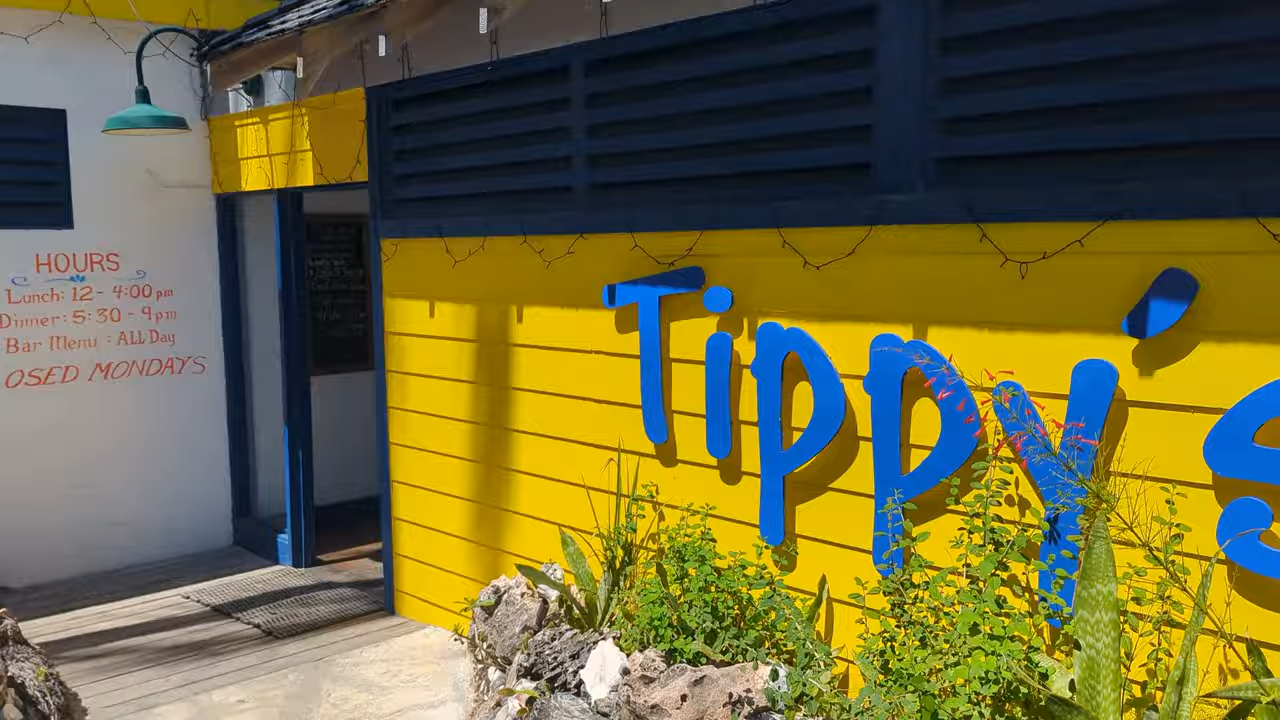 HOURS
Lunch: 12 - 4:00 pm
Dinner: 5:30 - 9 pm
Bar Menu : ALL Day
OSED MONDAYS
Tippy's